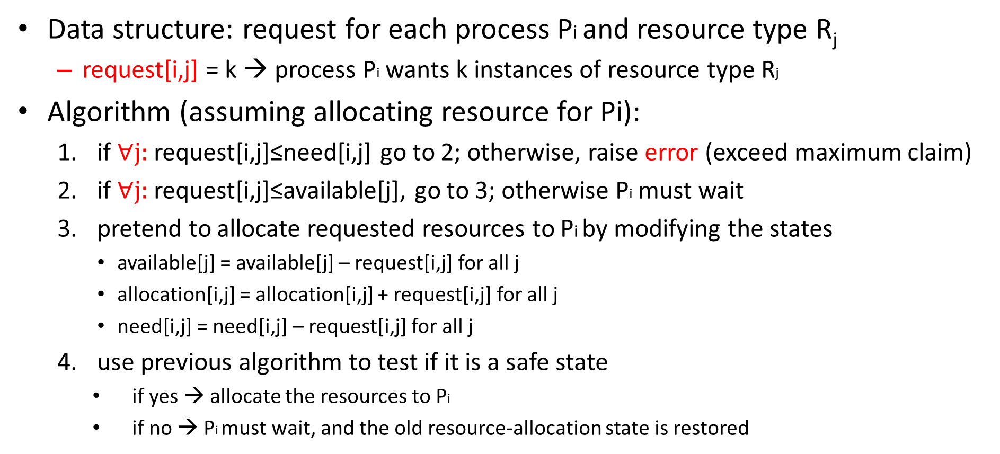 • Data structure: request for each process Pi and resource type Rj
– request[i,j] = k → process Pi wants k instances of resource type Rj
• Algorithm (assuming allocating resource for Pi):
1. if ∀j: request[i,j]≤need[i,j] go to 2; otherwise, raise error (exceed maximum claim)
2. if ∀j: request[i,j]≤available[j], go to 3; otherwise Pi must wait
3. pretend to allocate requested resources to Pi by modifying the states
• available[j] = available[j] – request[i,j] for all j
• allocation[i,j] = allocation[i,j] + request[i,j] for all j
• need[i,j] = need[i,j] – request[i,j] for all j
4. use previous algorithm to test if it is a safe state
• if yes → allocate the resources to Pi
• if no → Pi must wait, and the old resource-allocation state is restored